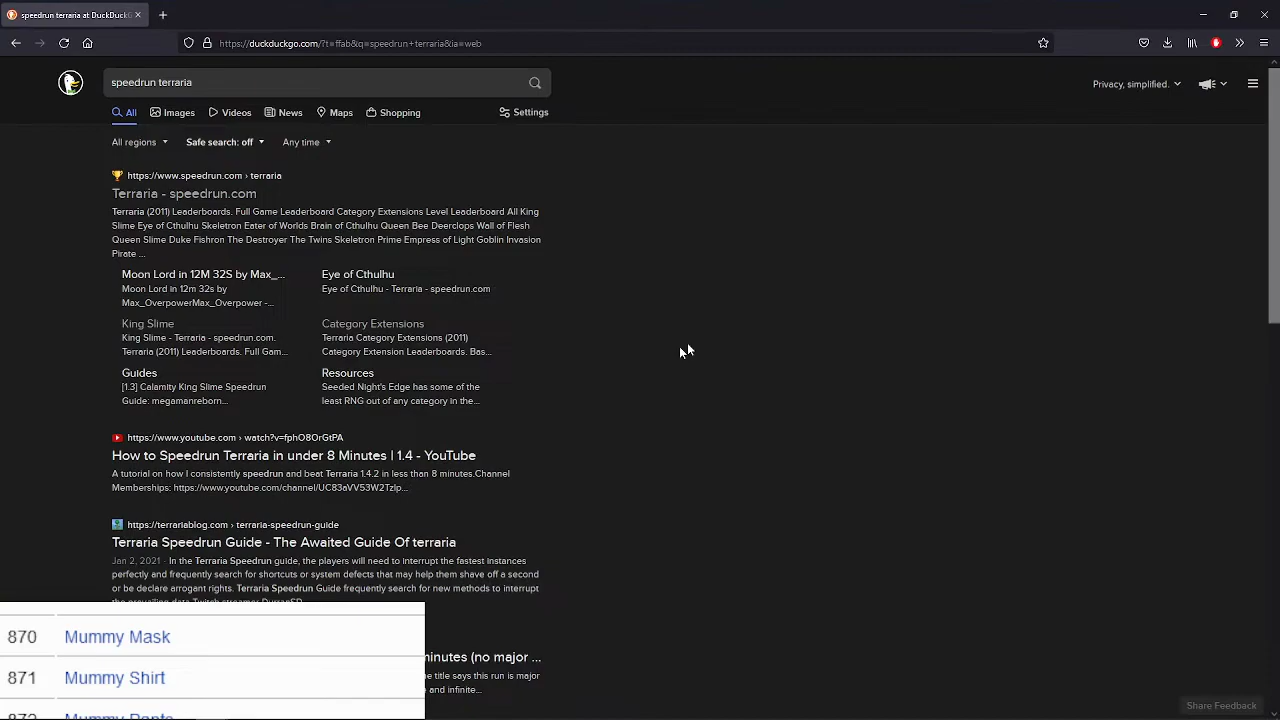 speedrun terraria at DuckDuckG
https://duckduckgo.com/?t=ffab&q=speedrun+terraria&ia=web
speedrun terraria
Privacy, simplified.
All
Images
Videos
News
Maps
Shopping
Settings
All regions
Safe search: off
Any time
https://www.speedrun.com › terraria
Terraria - speedrun.com
Terraria (2011) Leaderboards. Full Game Leaderboard Category Extensions Level Leaderboard All King
Slime Eye of Cthulhu Skeletron Eater of Worlds Brain of Cthulhu Queen Bee Deerclops Wall of Flesh
Queen Slime Duke Fishron The Destroyer The Twins Skeletron Prime Empress of Light Goblin Invasion
Pirate ...
Moon Lord in 12M 32S by Max_...
Moon Lord in 12m 32s by
Max_OverpowerMax_Overpower -...
Eye of Cthulhu
Eye of Cthulhu - Terraria - speedrun.com
King Slime
King Slime - Terraria - speedrun.com.
Terraria (2011) Leaderboards. Full Gam...
Category Extensions
Terraria Category Extensions (2011)
Category Extension Leaderboards. Bas...
Guides
[1.3] Calamity King Slime Speedrun
Guide: megamanreborn...
Resources
Seeded Night's Edge has some of the
least RNG out of any category in the...
https://www.youtube.com › watch?v=fphO8OrGtPA
How to Speedrun Terraria in under 8 Minutes | 1.4 - YouTube
A tutorial on how I consistently speedrun and beat Terraria 1.4.2 in less than 8 minutes.Channel
Memberships: https://www.youtube.com/channel/UC83aVV53W2Tzlp...
https://terrariablog.com › terraria-speedrun-guide
Terraria Speedrun Guide - The Awaited Guide Of terraria
Jan 2, 2021 - In the Terraria Speedrun guide, the players will need to interrupt the fastest instances
perfectly and frequently search for shortcuts or system defects that may help them shave off a second
or be declare arrogant rights. Terraria Speedrun Guide frequently search for new methods to interrupt
the prevailing data. Twitch streamer
minutes (no major ...
he title says this run is major
and infinite...
870 Mummy Mask
871 Mummy Shirt
872 Mummy Pants
Share Feedback